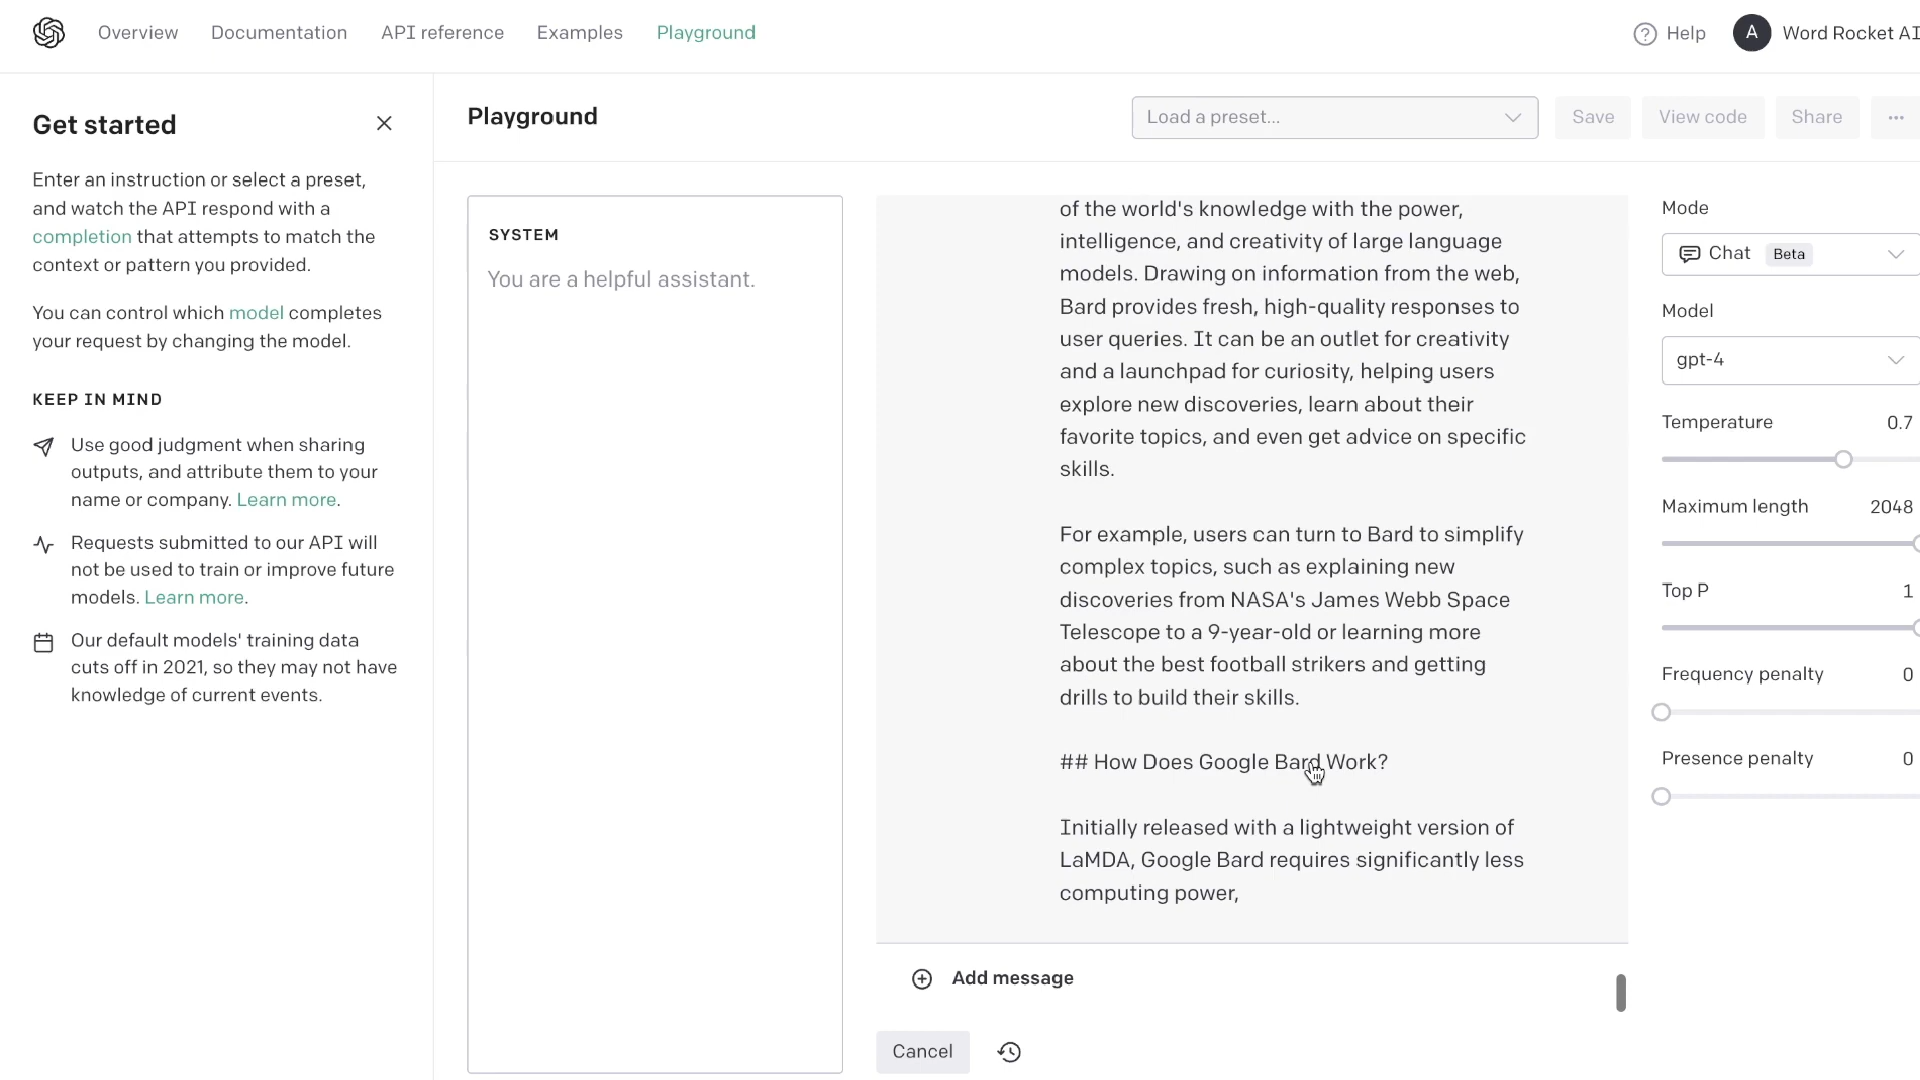 Overview Documentation API reference Examples Playground
Help A Word Rocket AI
Get started
Enter an instruction or select a preset,
and watch the API respond with a
completion that attempts to match the
context or pattern you provided.
You can control which model completes
your request by changing the model.
KEEP IN MIND
Use good judgment when sharing
outputs, and attribute them to your
name or company. Learn more.
Requests submitted to our API will
not be used to train or improve future
models. Learn more.
Our default models' training data
cuts off in 2021, so they may not have
knowledge of current events.
Playground
Load a preset...
Save
View code
Share
...
SYSTEM
You are a helpful assistant.
of the world's knowledge with the power,
intelligence, and creativity of large language
models. Drawing on information from the web,
Bard provides fresh, high-quality responses to
user queries. It can be an outlet for creativity
and a launchpad for curiosity, helping users
explore new discoveries, learn about their
favorite topics, and even get advice on specific
skills.
For example, users can turn to Bard to simplify
complex topics, such as explaining new
discoveries from NASA's James Webb Space
Telescope to a 9-year-old or learning more
about the best football strikers and getting
drills to build their skills.
## How Does Google Bard Work?
Initially released with a lightweight version of
LaMDA, Google Bard requires significantly less
computing power,
Add message
Cancel
Mode
Chat Beta
Model
gpt-4
Temperature 0.7
Maximum length 2048
Top P 1
Frequency penalty 0
Presence penalty 0